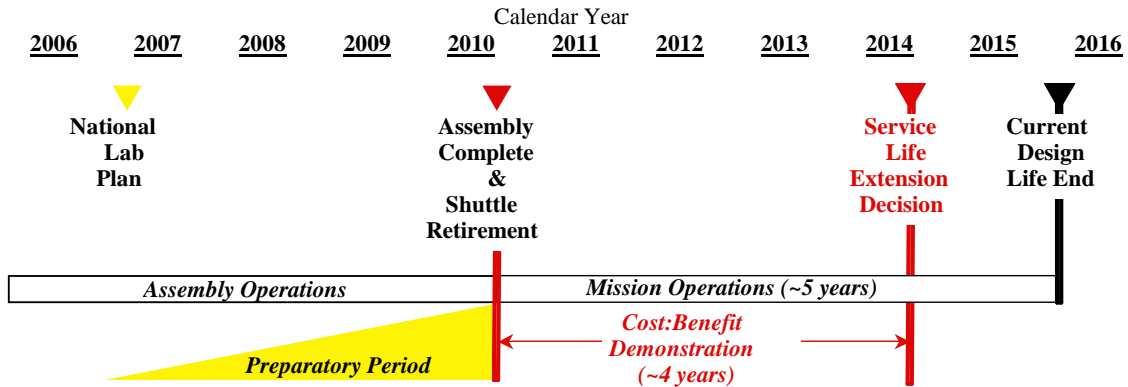 Calendar Year
2006 2007 2008 2009 2010 2011 2012 2013 2014 2015 2016
National
Lab
Plan
Assembly
Complete
&
Shuttle
Retirement
Service
Life
Extension
Decision
Current
Design
Life End
Assembly Operations
Mission Operations (~5 years)
Preparatory Period
Cost:Benefit
Demonstration
(~4 years)